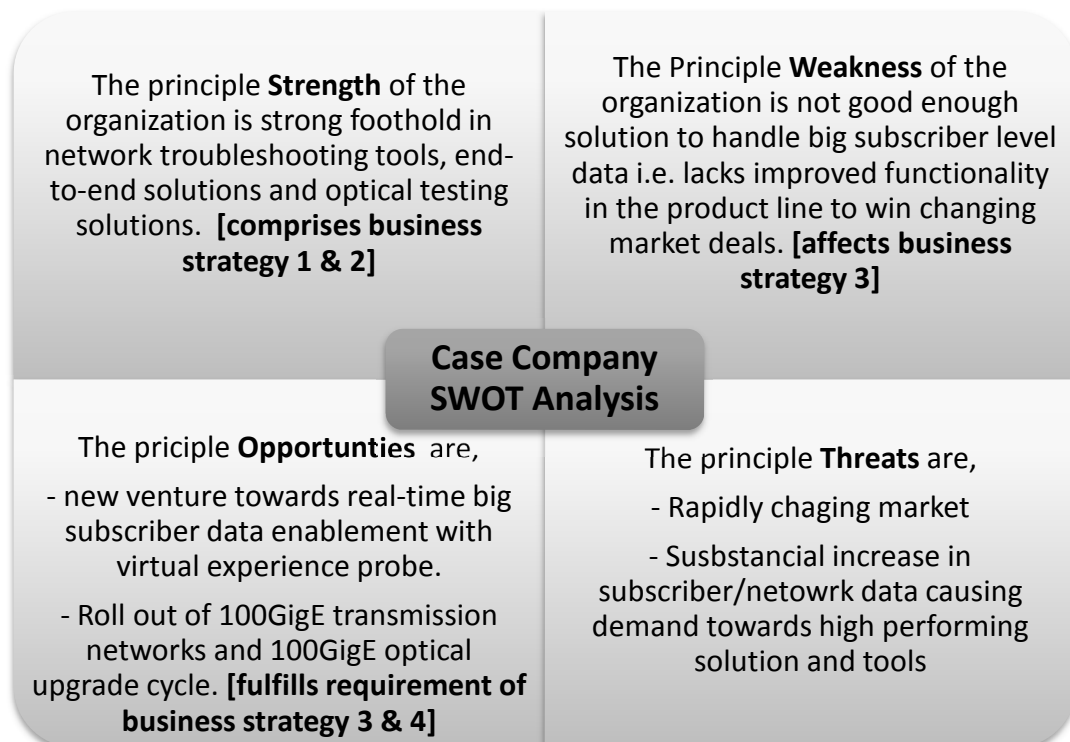 The principle Strength of the
organization is strong foothold in
network troubleshooting tools, end-
to-end solutions and optical testing
solutions. [comprises business
strategy 1 & 2]
The Principle Weakness of the
organization is not good enough
solution to handle big subscriber level
data i.e. lacks improved functionality
in the product line to win changing
market deals. [affects business
strategy 3]
Case Company
SWOT Analysis
The priciple Opportunties are,
- new venture towards real-time big
subscriber data enablement with
virtual experience probe.
- Roll out of 100GigE transmission
networks and 100GigE optical
upgrade cycle. [fulfills requirement of
business strategy 3 & 4]
The principle Threats are,
- Rapidly chaging market
- Susbstancial increase in
subscriber/netowrk data causing
demand towards high performing
solution and tools